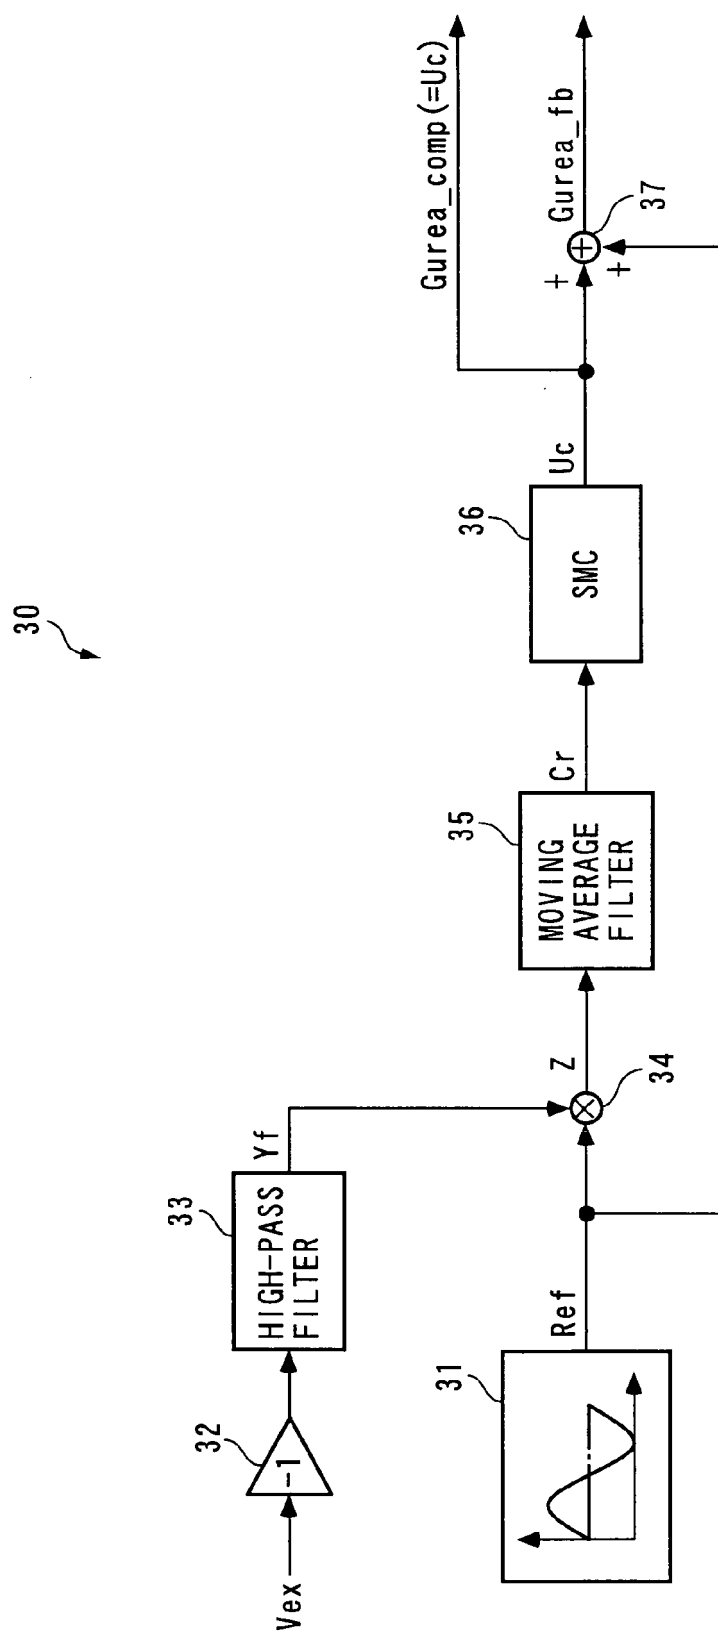 30
Vex
-1
32
HIGH-PASS
FILTER
33
Yf
31
Ref
34
Z
MOVING
AVERAGE
FILTER
35
Cr
SMC
36
Uc
Gurea_comp(=Uc)
+
+
+
37
Gurea_fb